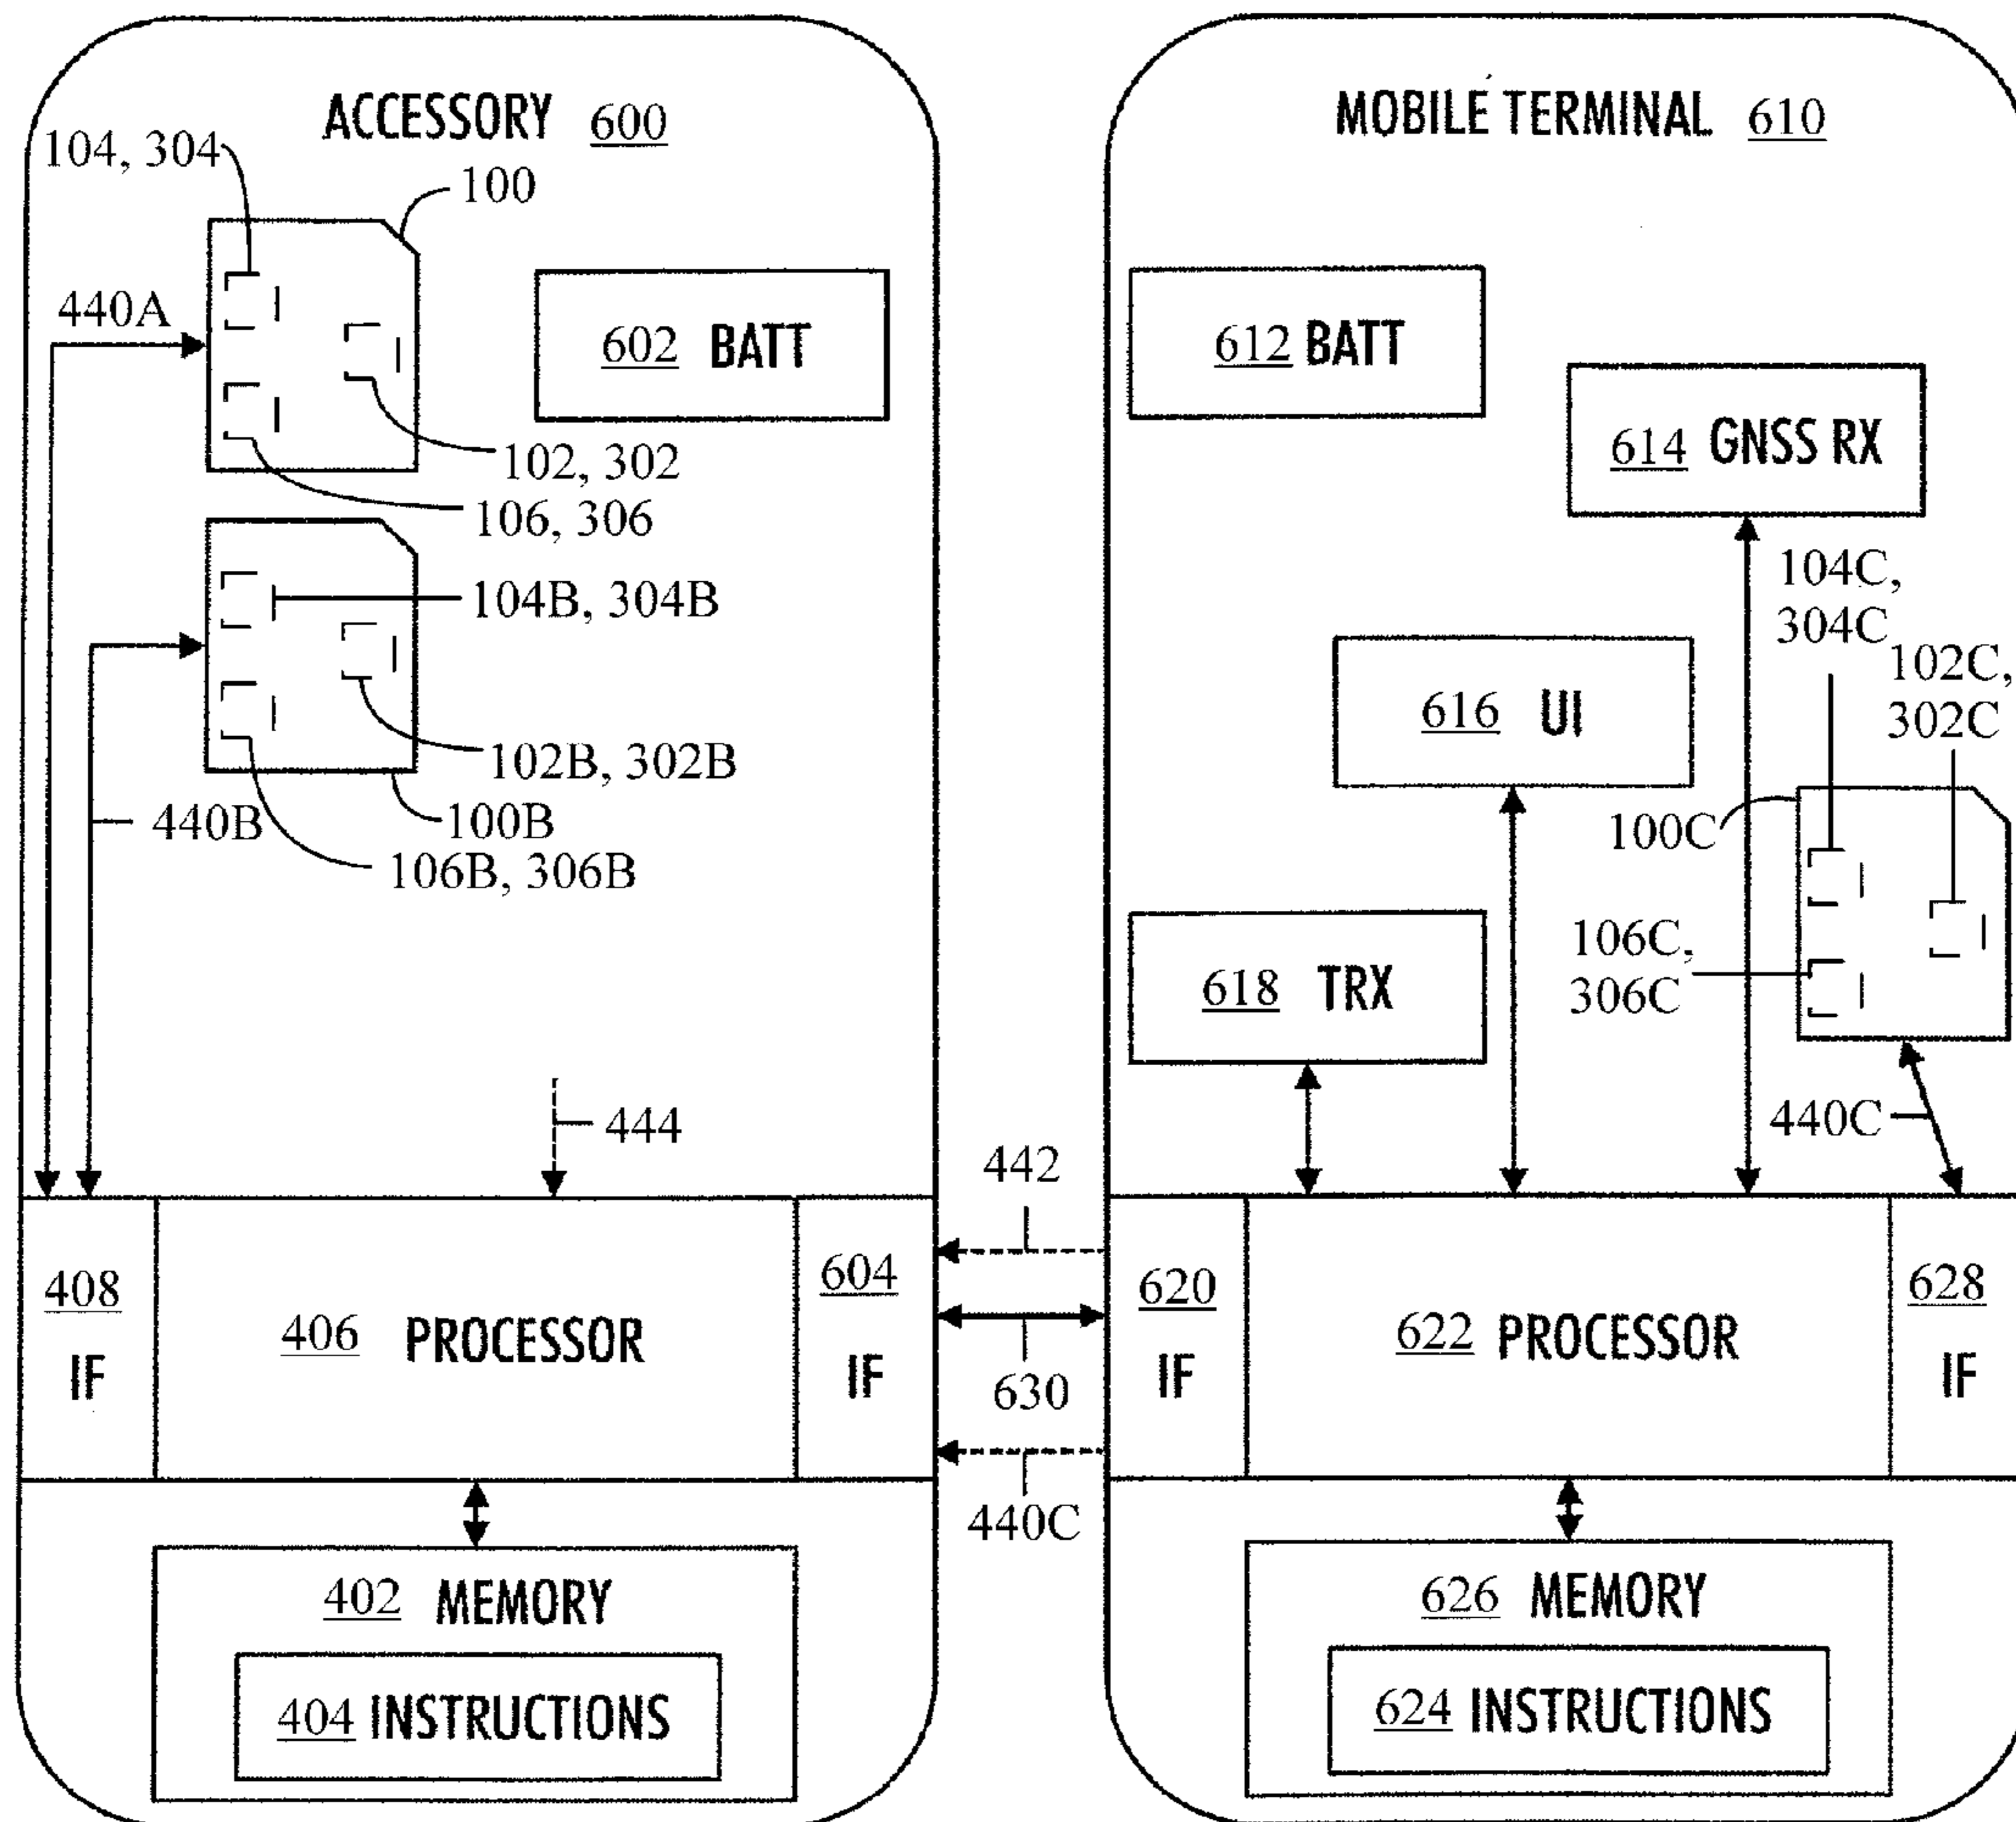 ACCESSORY 600
104, 304
100
440A
602 BATT
102, 302
106, 306
104B, 304B
102B, 302B
440B
100B
106B, 306B
444
408 IF
406 PROCESSOR
604 IF
402 MEMORY
404 INSTRUCTIONS
442
630
440C
MOBILE TERMINAL 610
612 BATT
614 GNSS RX
104C,
304C
102C,
302C
616 UI
100C
106C,
306C
618 TRX
440C
620 IF
622 PROCESSOR
628 IF
626 MEMORY
624 INSTRUCTIONS